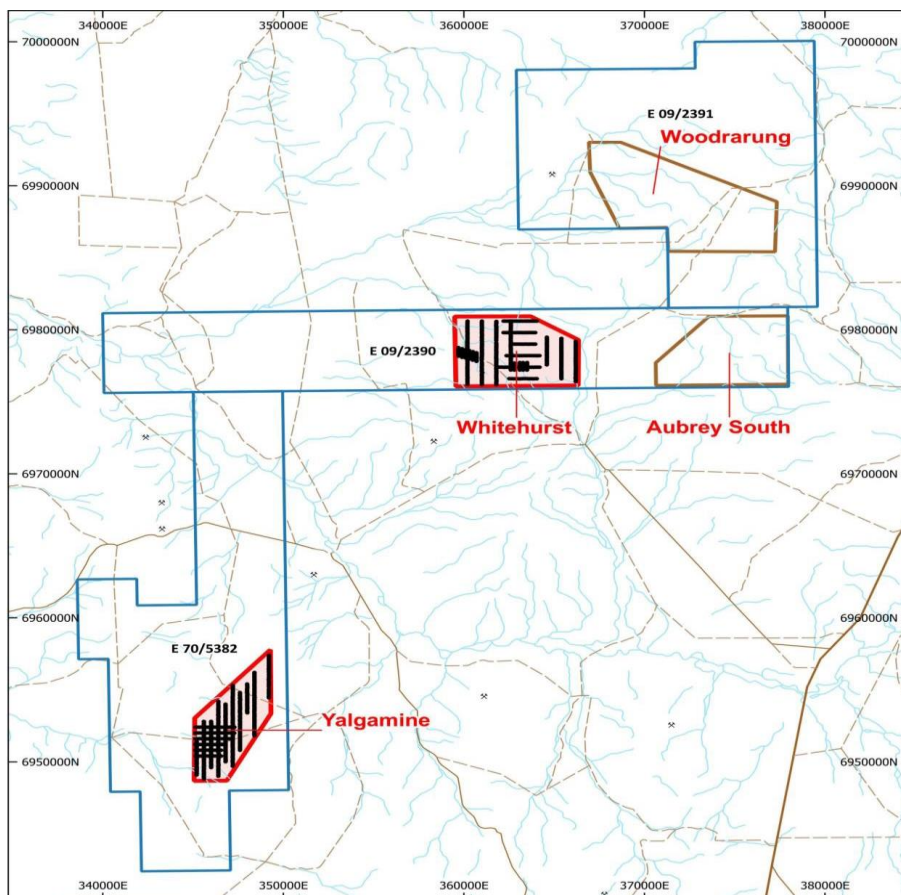 340000E 350000E 360000E 370000E 380000E
7000000N 7000000N
E 09/2391
Woodrarung
6990000N 6990000N
6980000N 6980000N
E 09/2390
Whitehurst Aubrey South
6970000N 6970000N
6960000N 6960000N
E 70/5382
Yalgamine
6950000N 6950000N
340000E 350000E 360000E 370000E 380000E